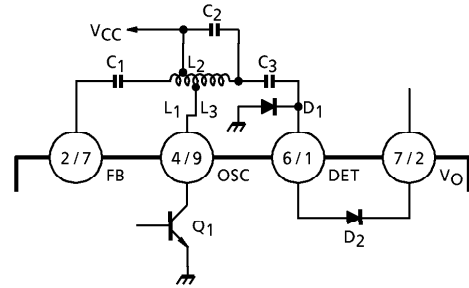 C2
VCC
C1
L2
C3
L1
L3
D1
2/7
FB
4/9
OSC
6/1
DET
7/2
VO
Q1
D2